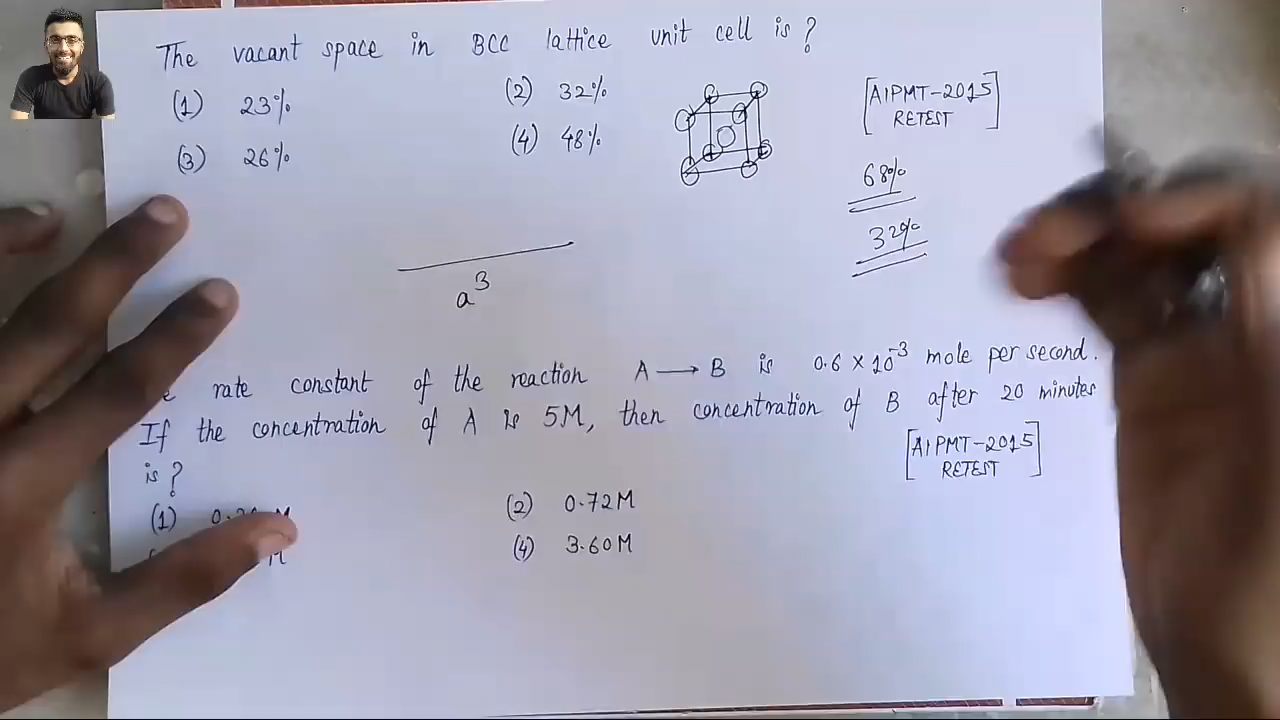 The vacant space in BCC lattice unit cell is?
(1) 23% (2) 32%
(3) 26% (4) 48%
[AIPMT-2015
RETEST]
68%
32%
a³
rate constant of the reaction A → B is 0.6 × 10⁻³ mole per second.
If the concentration of A is 5M, then concentration of B after 20 minutes
is?
[AIPMT-2015
RETEST]
(1) M (2) 0.72M
M (4) 3.60M